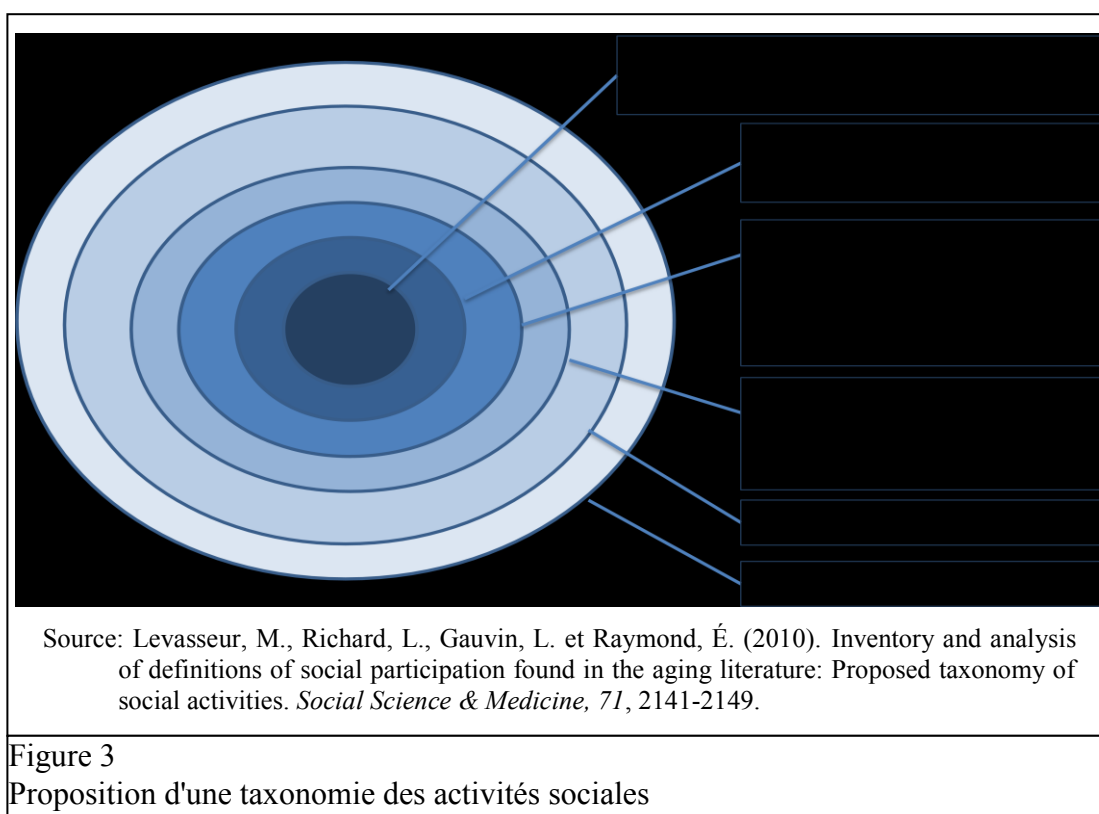 Source: Levasseur, M., Richard, L., Gauvin, L. et Raymond, É. (2010). Inventory and analysis
of definitions of social participation found in the aging literature: Proposed taxonomy of
social activities. Social Science & Medicine, 71, 2141-2149.
Figure 3
Proposition d'une taxonomie des activités sociales